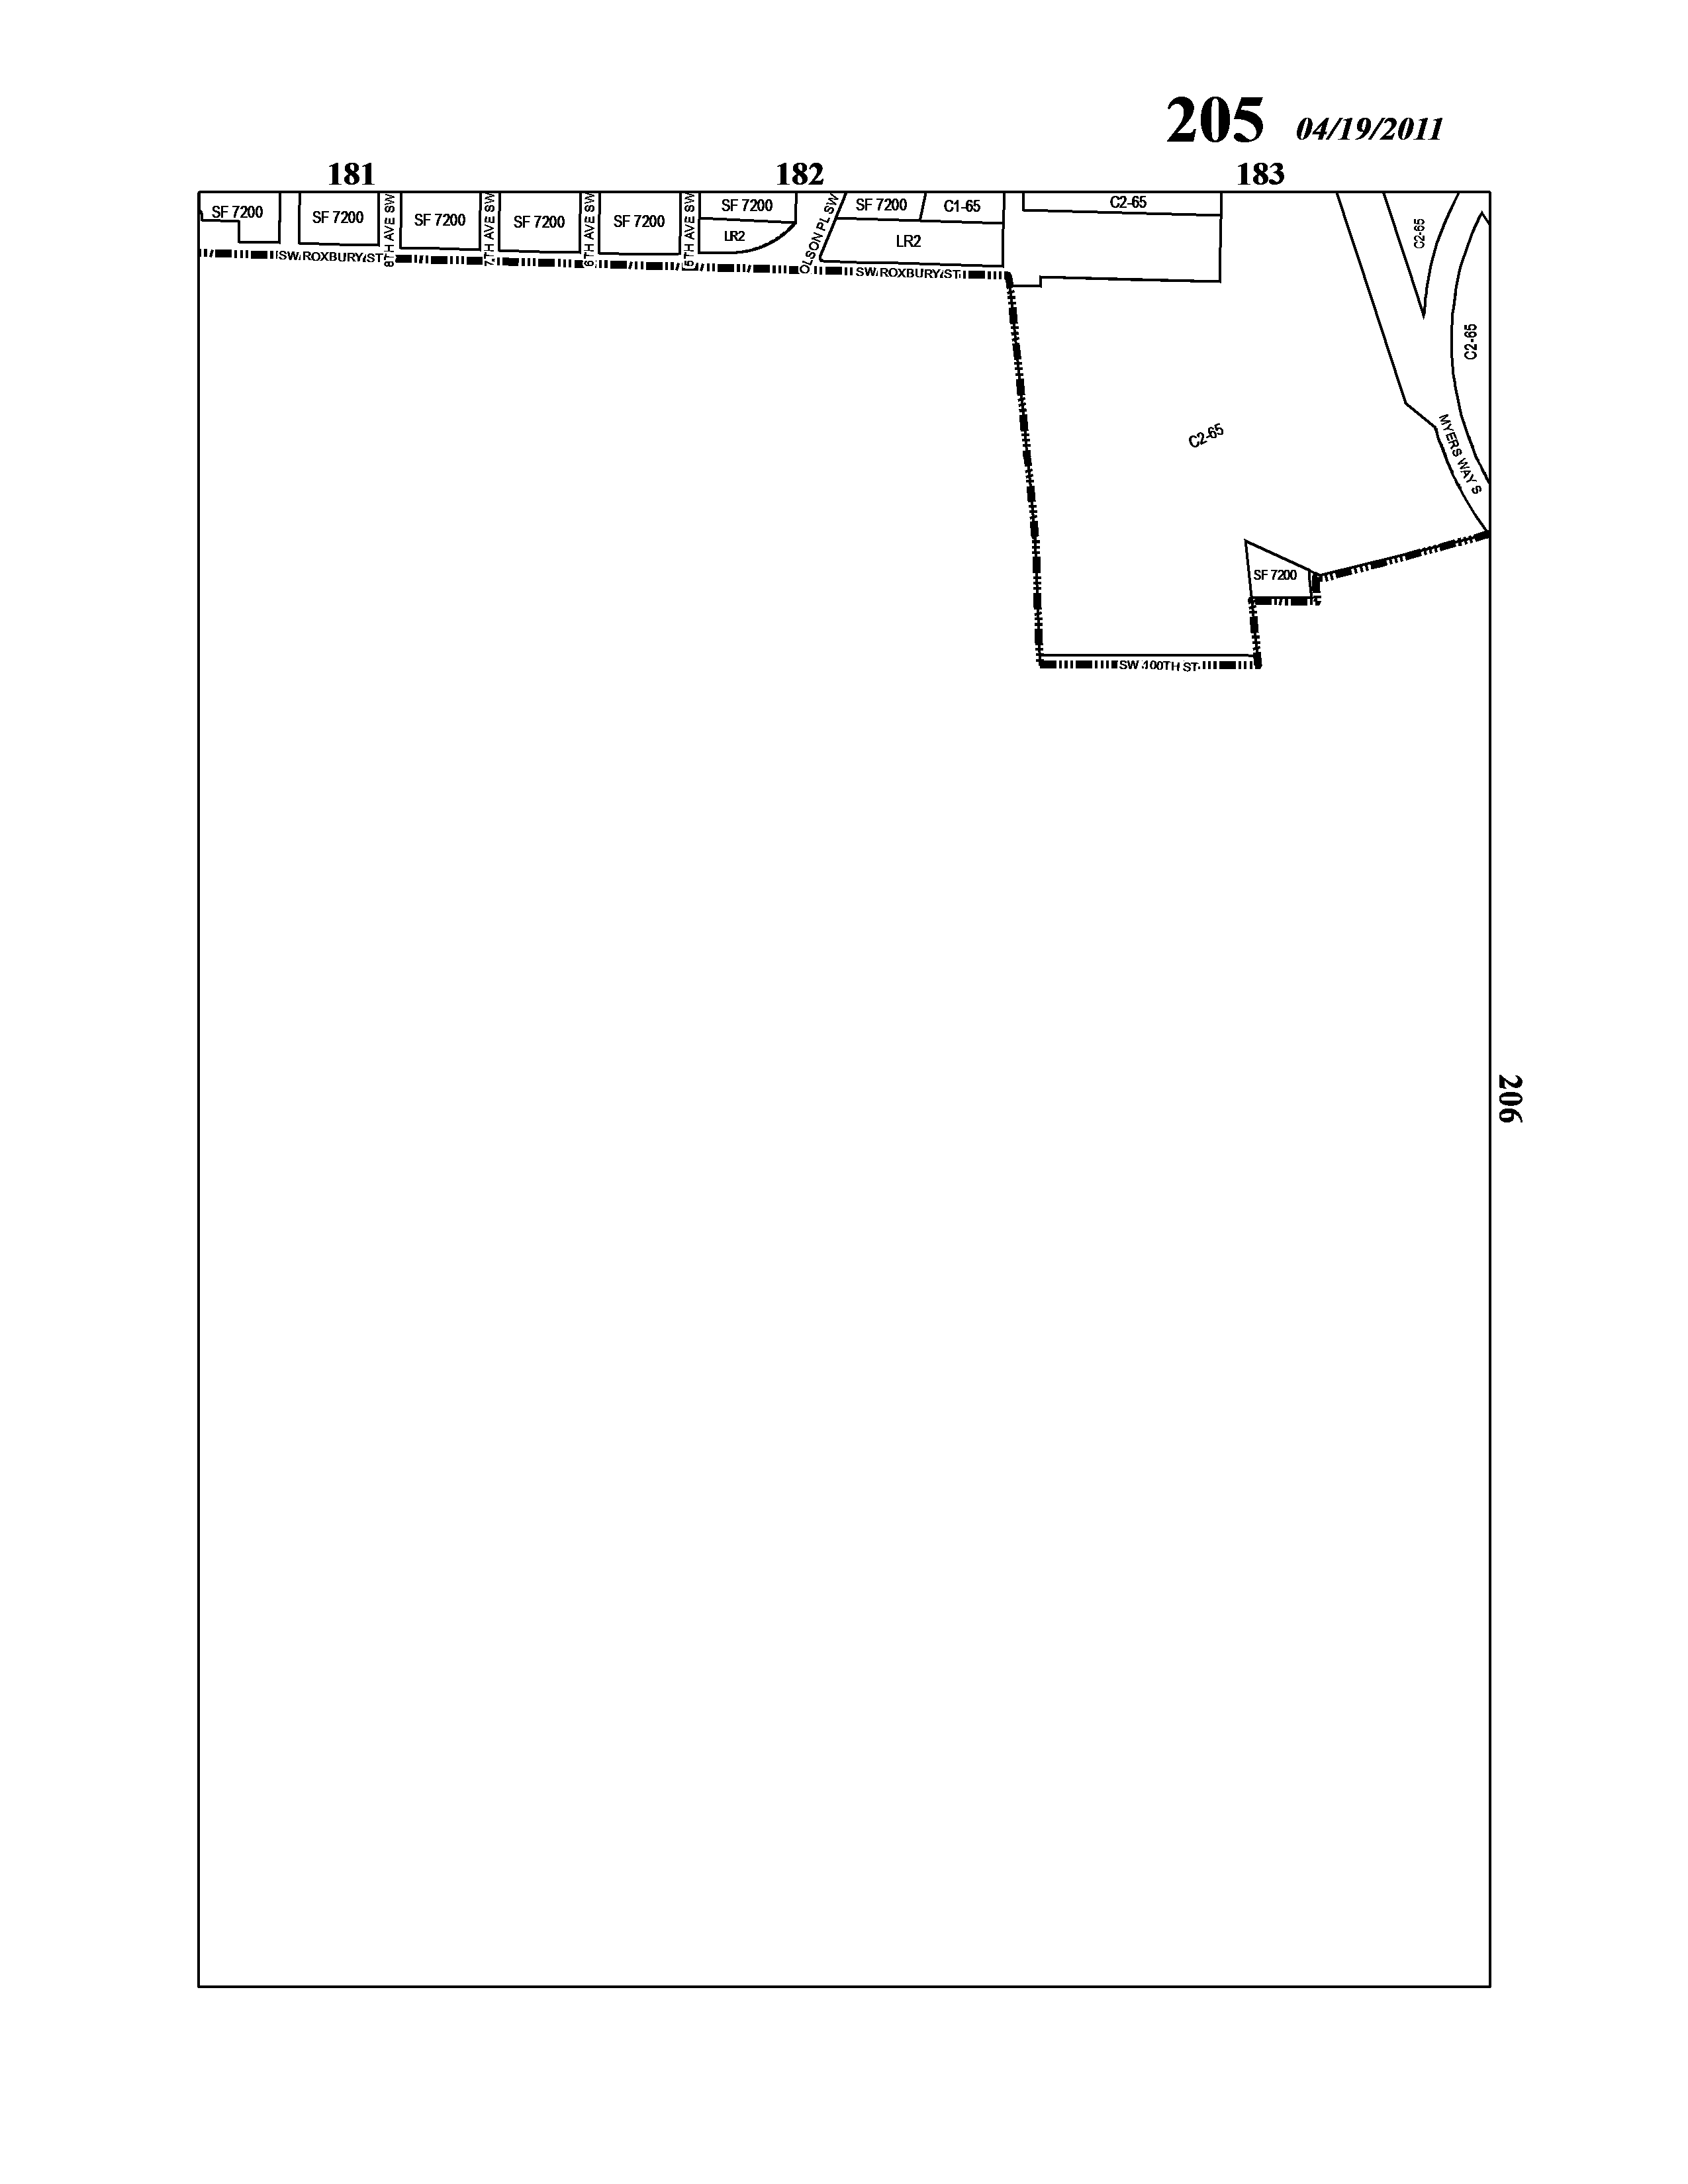 205 04/19/2011
181
182
183
SF 7200
SF 7200
8TH AVE SW
SF 7200
7TH AVE SW
SF 7200
6TH AVE SW
SF 7200
5TH AVE SW
SF 7200
LR2
OLSON PL SW
SF 7200
C1-65
LR2
C2-65
C2-65
C2-65
SW ROXBURY ST
SW ROXBURY ST
C2-65
MYERS WAY S
SF 7200
SW 100TH ST
206